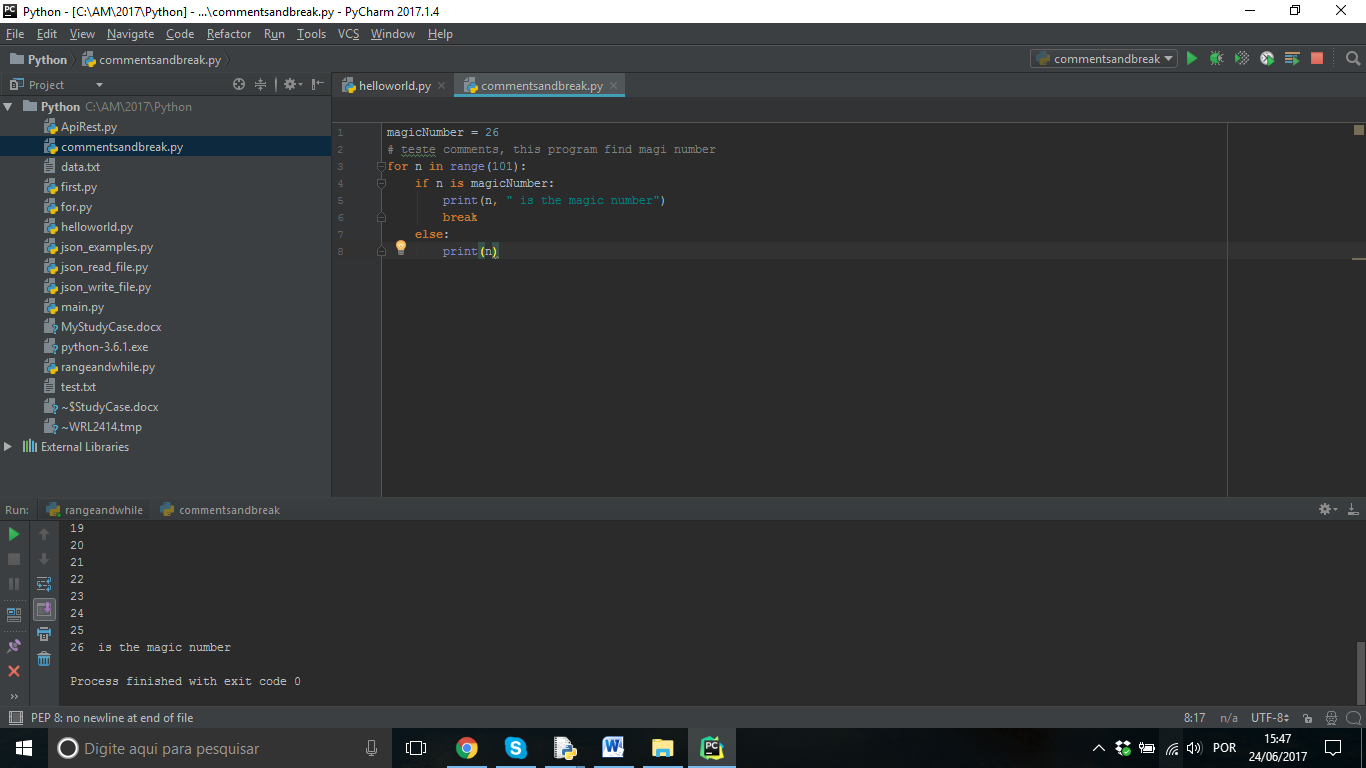 Python - [C:\AM\2017\Python] - ...\commentsandbreak.py - PyCharm 2017.1.4
File Edit View Navigate Code Refactor Run Tools VCS Window Help
Python commentsandbreak.py commentsandbreak
Project
helloworld.py commentsandbreak.py
Python C:\AM\2017\Python
ApiRest.py
commentsandbreak.py
data.txt
first.py
for.py
helloworld.py
json_examples.py
json_read_file.py
json_write_file.py
main.py
MyStudyCase.docx
python-3.6.1.exe
rangeandwhile.py
test.txt
~$StudyCase.docx
~WRL2414.tmp
External Libraries
1 magicNumber = 26
2 # teste comments, this program find magi number
3 for n in range(101):
4     if n is magicNumber:
5         print(n, " is the magic number")
6         break
7     else:
8         print(n)
Run: rangeandwhile commentsandbreak
19
20
21
22
23
24
25
26  is the magic number
Process finished with exit code 0
PEP 8: no newline at end of file 8:17 n/a UTF-8
Digite aqui para pesquisar
POR
15:47
24/06/2017